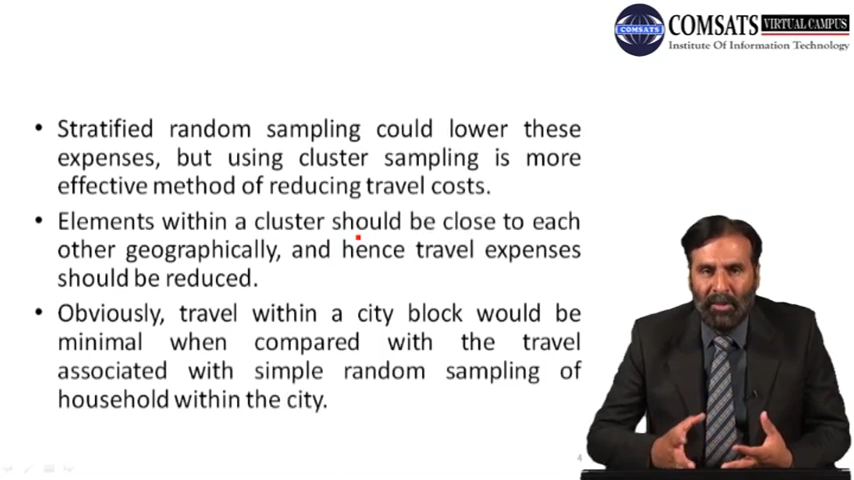 COMSATS
COMSATS VIRTUAL CAMPUS
Institute Of Information Technology
• Stratified random sampling could lower these
expenses, but using cluster sampling is more
effective method of reducing travel costs.
• Elements within a cluster should be close to each
other geographically, and hence travel expenses
should be reduced.
• Obviously, travel within a city block would be
minimal when compared with the travel
associated with simple random sampling of
household within the city.
4